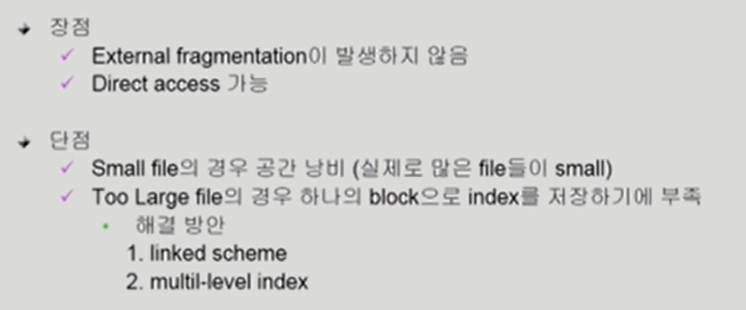 장점
External fragmentation이 발생하지 않음
Direct access 가능
단점
Small file의 경우 공간 낭비 (실제로 많은 file들이 small)
Too Large file의 경우 하나의 block으로 index를 저장하기에 부족
해결 방안
1. linked scheme
2. multil-level index